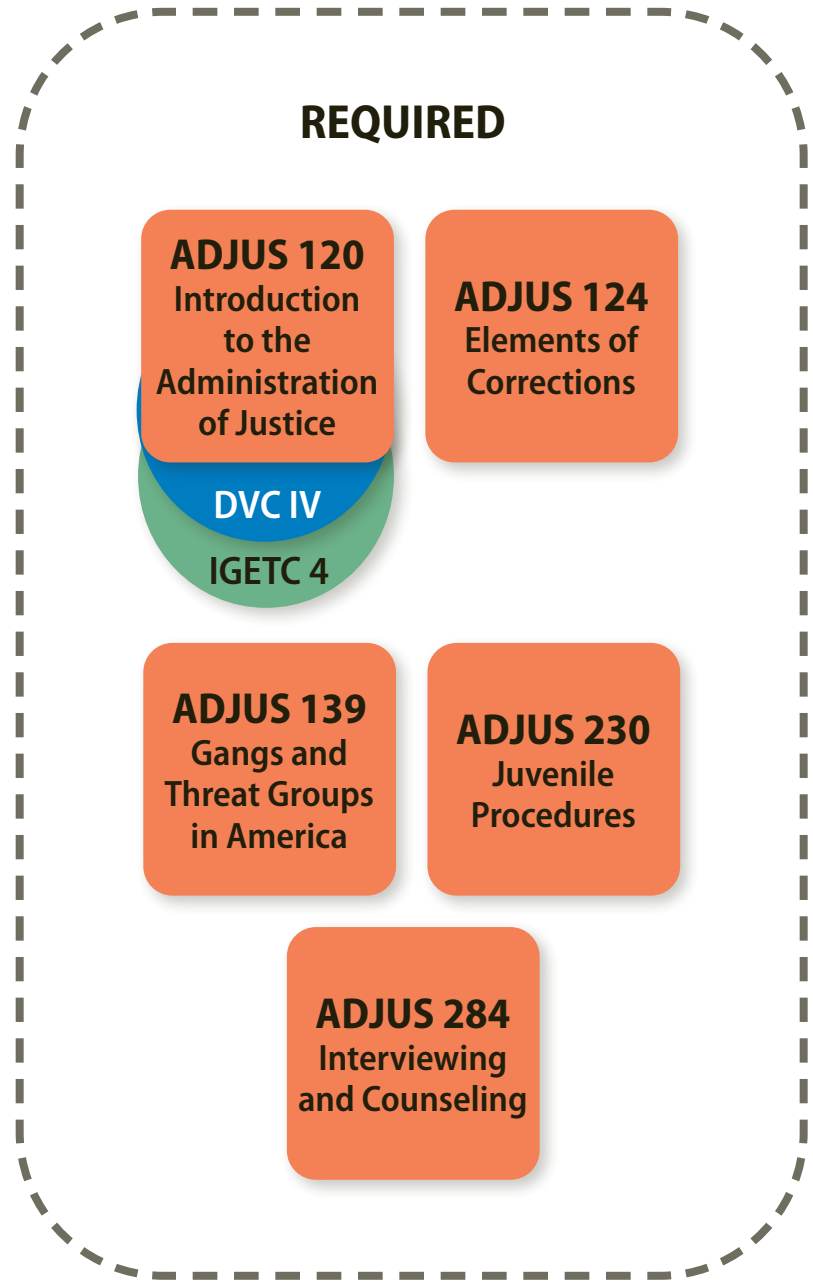 REQUIRED
ADJUS 120
Introduction
to the
Administration
of Justice
DVC IV
IGETC 4
ADJUS 124
Elements of
Corrections
ADJUS 139
Gangs and
Threat Groups
in America
ADJUS 230
Juvenile
Procedures
ADJUS 284
Interviewing
and Counseling